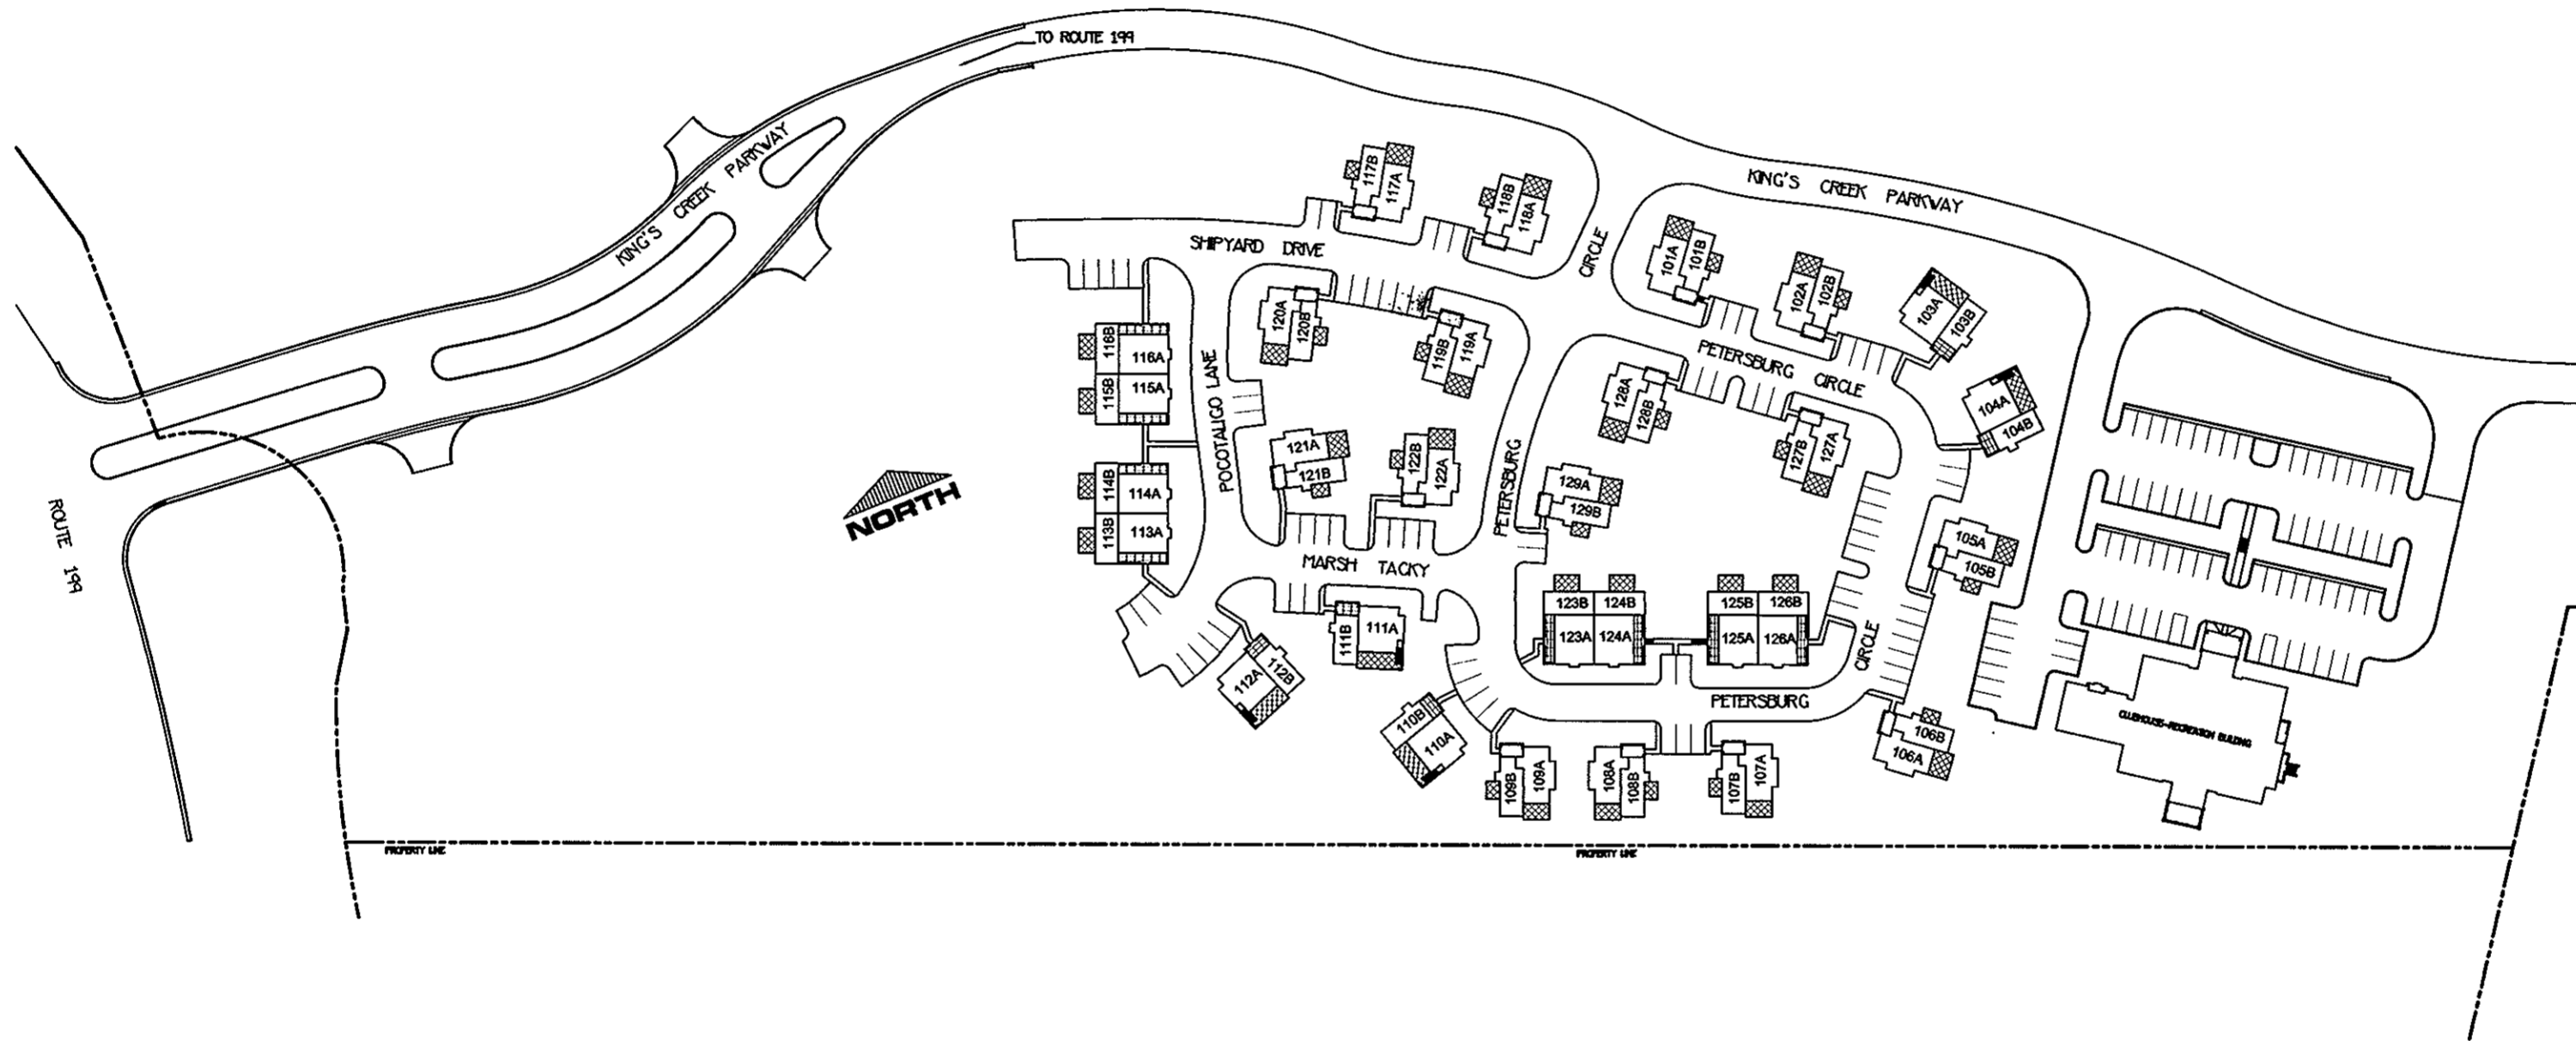 TO ROUTE 199
KING'S CREEK PARKWAY
KING'S CREEK PARKWAY
ROUTE 199
NORTH
SHIPYARD DRIVE
CIRCLE
117B
117A
118B
118A
101A
101B
102A
102B
103A
103B
104A
104B
116B
116A
115B
115A
114B
114A
113B
113A
POCOTALIGO LANE
120A
120B
119B
119A
PETERSBURG CIRCLE
128A
128B
127B
127A
121A
121B
122B
122A
PETERSBURG
129A
129B
105A
105B
MARSH TACKY
123B
124B
125B
126B
123A
124A
125A
126A
CIRCLE
111B
111A
112A
112B
110B
110A
PETERSBURG
109B
109A
108A
108B
107B
107A
106B
106A
CLUBHOUSE-RECREATION BUILDING
PROPERTY LINE
PROPERTY LINE